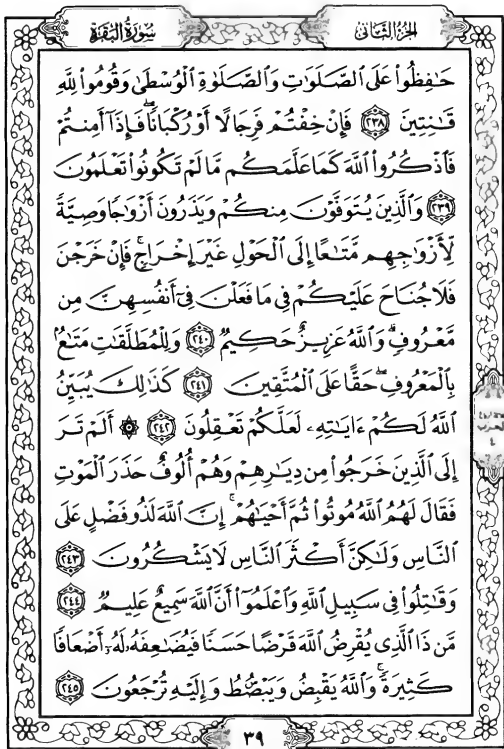 سُورَةُ البَقَرَةِ الجُزْءُ الثَّانِي
حَٰفِظُوا۟ عَلَى ٱلصَّلَوَٰتِ وَٱلصَّلَوٰةِ ٱلْوُسْطَىٰ وَقُومُوا۟ لِلَّهِ
قَٰنِتِينَ ٢٣٨ فَإِنْ خِفْتُمْ فَرِجَالًا أَوْ رُكْبَانًا ۖ فَإِذَآ أَمِنتُمْ
فَٱذْكُرُوا۟ ٱللَّهَ كَمَا عَلَّمَكُم مَّا لَمْ تَكُونُوا۟ تَعْلَمُونَ
٢٣٩ وَٱلَّذِينَ يُتَوَفَّوْنَ مِنكُمْ وَيَذَرُونَ أَزْوَٰجًا وَصِيَّةً
لِّأَزْوَٰجِهِم مَّتَٰعًا إِلَى ٱلْحَوْلِ غَيْرَ إِخْرَاجٍ ۚ فَإِنْ خَرَجْنَ
فَلَا جُنَاحَ عَلَيْكُمْ فِى مَا فَعَلْنَ فِىٓ أَنفُسِهِنَّ مِن
مَّعْرُوفٍ ۗ وَٱللَّهُ عَزِيزٌ حَكِيمٌ ٢٤٠ وَلِلْمُطَلَّقَٰتِ مَتَٰعٌۢ
بِٱلْمَعْرُوفِ ۖ حَقًّا عَلَى ٱلْمُتَّقِينَ ٢٤١ كَذَٰلِكَ يُبَيِّنُ
ٱللَّهُ لَكُمْ ءَايَٰتِهِۦ لَعَلَّكُمْ تَعْقِلُونَ ٢٤٢ ۞ أَلَمْ تَرَ
إِلَى ٱلَّذِينَ خَرَجُوا۟ مِن دِيَٰرِهِمْ وَهُمْ أُلُوفٌ حَذَرَ ٱلْمَوْتِ
فَقَالَ لَهُمُ ٱللَّهُ مُوتُوا۟ ثُمَّ أَحْيَٰهُمْ ۚ إِنَّ ٱللَّهَ لَذُو فَضْلٍ عَلَى
ٱلنَّاسِ وَلَٰكِنَّ أَكْثَرَ ٱلنَّاسِ لَا يَشْكُرُونَ ٢٤٣
وَقَٰتِلُوا۟ فِى سَبِيلِ ٱللَّهِ وَٱعْلَمُوٓا۟ أَنَّ ٱللَّهَ سَمِيعٌ عَلِيمٌ ٢٤٤
مَّن ذَا ٱلَّذِى يُقْرِضُ ٱللَّهَ قَرْضًا حَسَنًا فَيُضَٰعِفَهُۥ لَهُۥٓ أَضْعَافًا
كَثِيرَةً ۚ وَٱللَّهُ يَقْبِضُ وَيَبْصُۜطُ وَإِلَيْهِ تُرْجَعُونَ ٢٤٥
٣٩